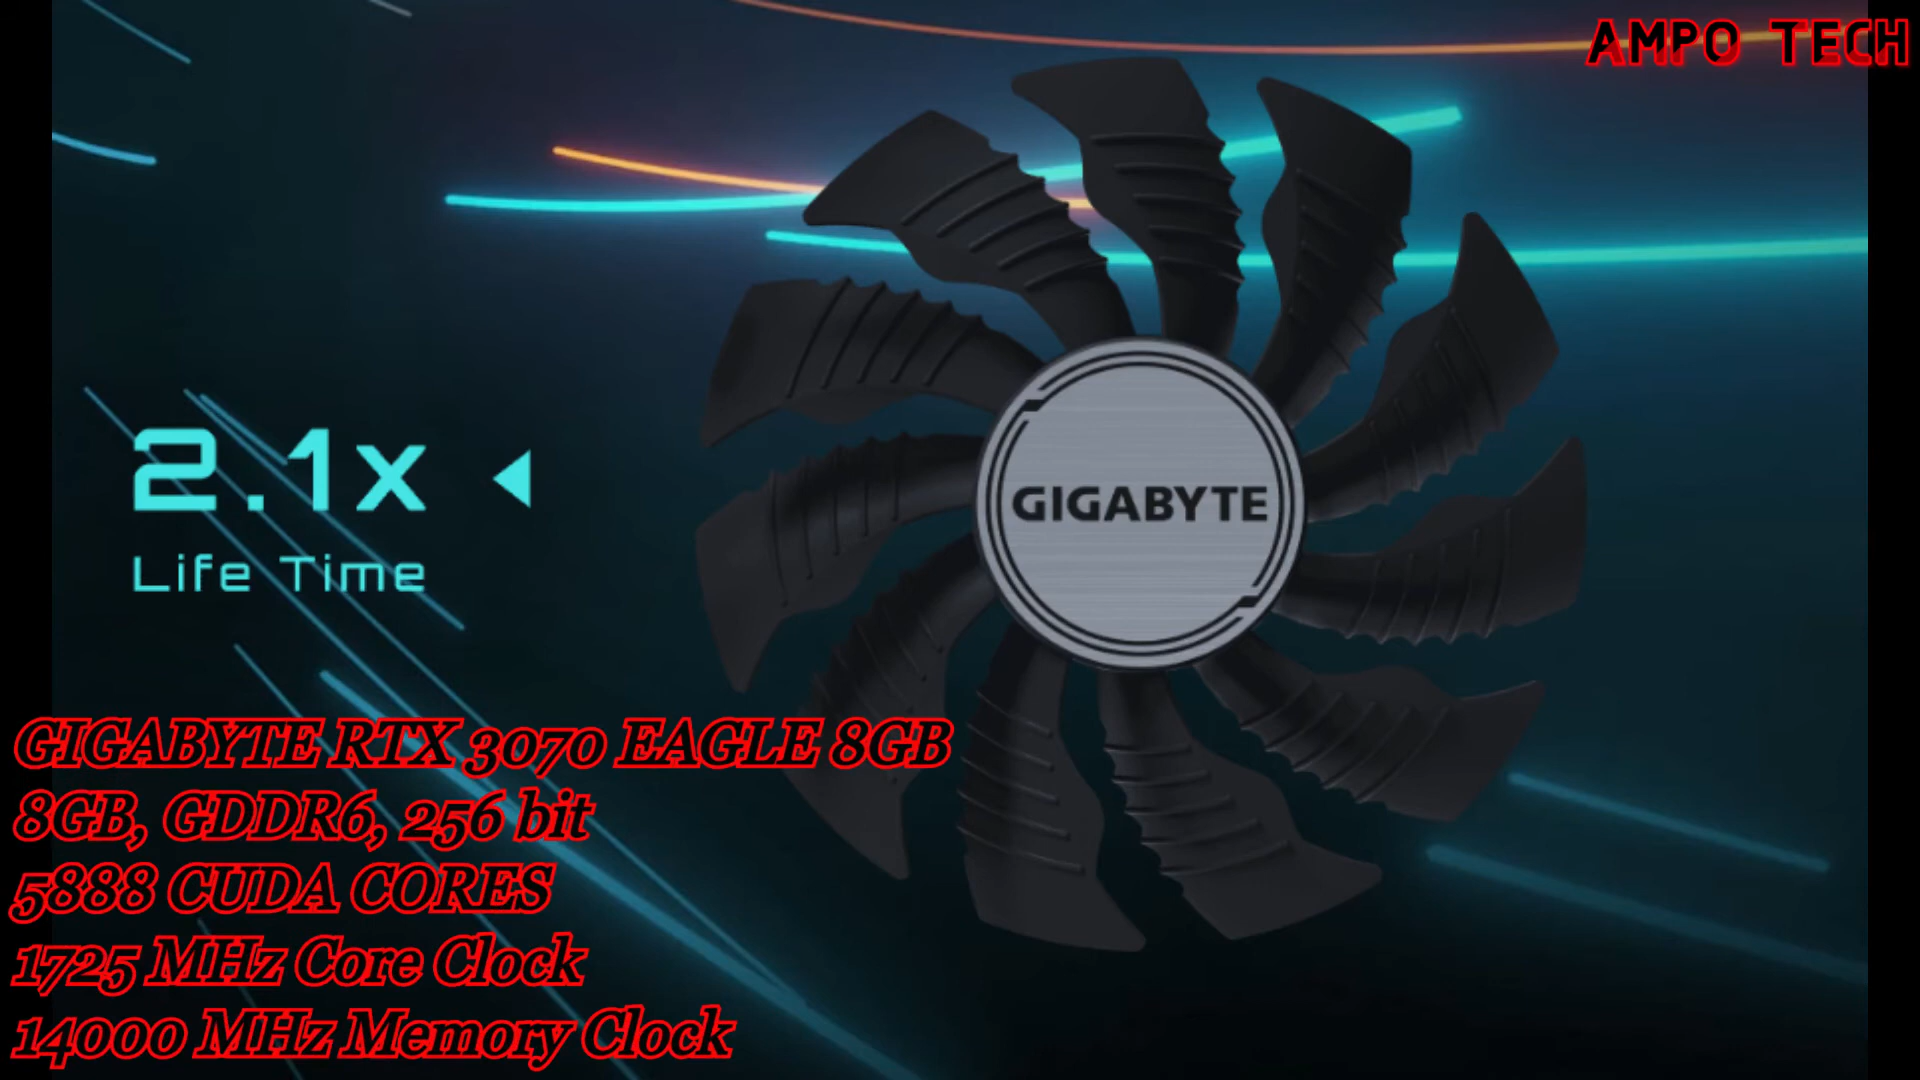 AMPO TECH
2.1x
Life Time
GIGABYTE
GIGABYTE RTX 3070 EAGLE 8GB
8GB, GDDR6, 256 bit
5888 CUDA CORES
1725 MHz Core Clock
14000 MHz Memory Clock